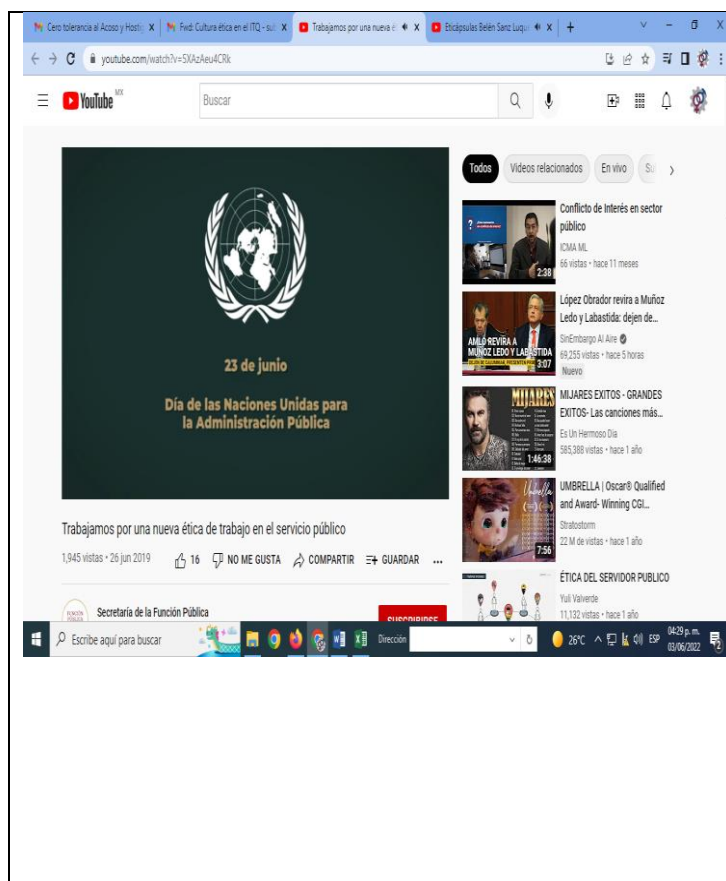 Cero tolerancia al Acoso y Hostig
Fwd: Cultura ética en el ITQ - sub
Trabajamos por una nueva ét
Eticápsulas Belén Sanz Luqu
youtube.com/watch?v=SXAzAeu4CRk
YouTube MX
Buscar
23 de junio
Día de las Naciones Unidas para
la Administración Pública
Trabajamos por una nueva ética de trabajo en el servicio público
1,945 vistas • 26 jun 2019
16
NO ME GUSTA
COMPARTIR
GUARDAR
FUNCIÓN PÚBLICA
Secretaría de la Función Pública
SUSCRIBIRSE
Todos
Videos relacionados
En vivo
Su
2:38
Conflicto de Interés en sector
público
ICMA ML
66 vistas • hace 11 meses
AMLO REVIRA A
MUÑOZ LEDO Y LABASTIDA
3:07
López Obrador revira a Muñoz
Ledo y Labastida: dejen de...
SinEmbargo Al Aire
69,255 vistas • hace 5 horas
Nuevo
MIJARES
1:46:38
MIJARES EXITOS - GRANDES
EXITOS- Las canciones más...
Es Un Hermoso Dia
585,388 vistas • hace 1 año
Umbrella
7:56
UMBRELLA | Oscar® Qualified
and Award- Winning CGI...
Stratostorm
22 M de vistas • hace 1 año
ÉTICA DEL SERVIDOR PUBLICO
Yuli Valverde
11,132 vistas • hace 1 año
Escribe aquí para buscar
Dirección
26°C
ESP
04:29 p. m.
03/06/2022
2